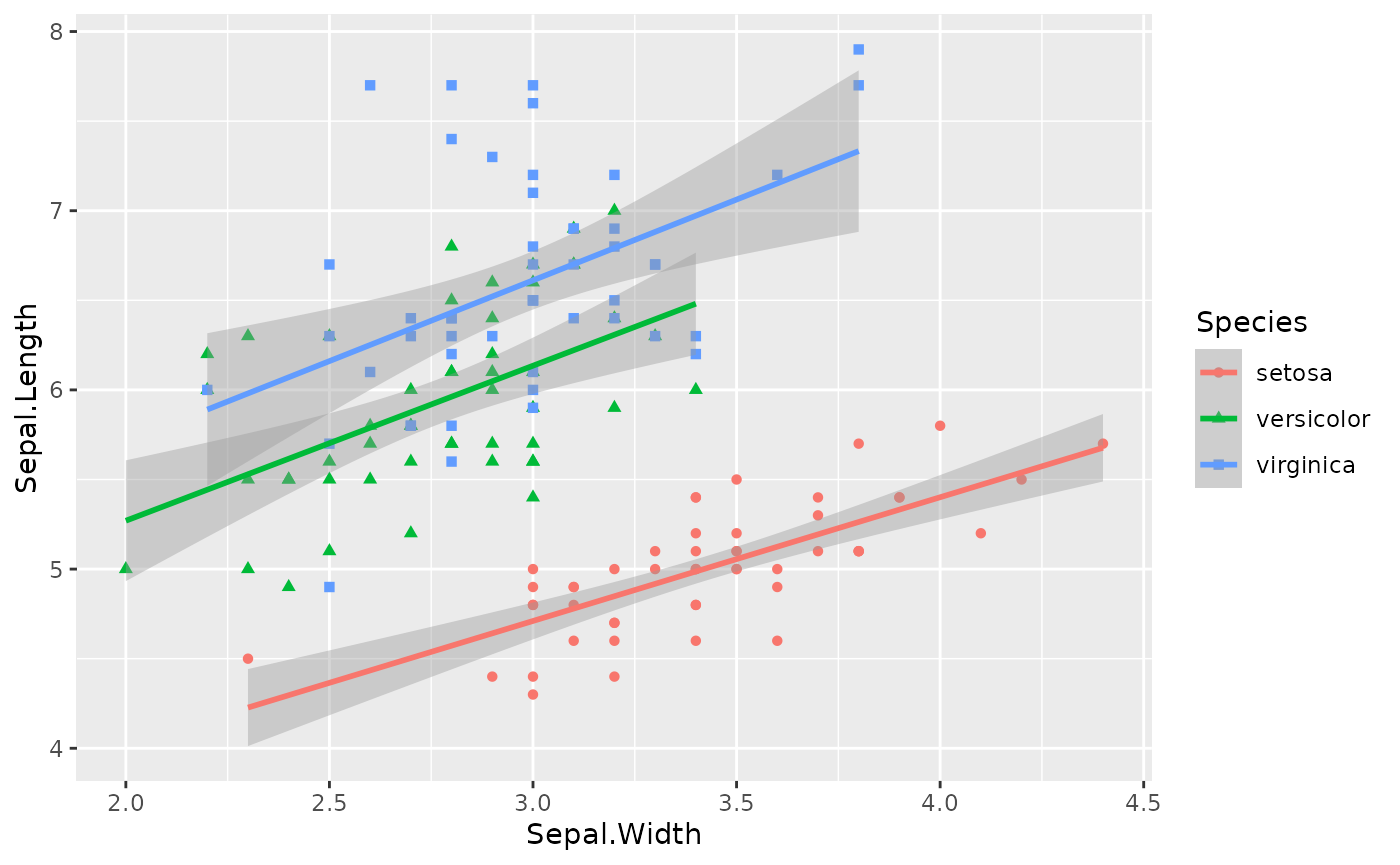 8
7
6
5
4
Sepal.Length
2.0 2.5 3.0 3.5 4.0 4.5
Sepal.Width
Species
setosa
versicolor
virginica